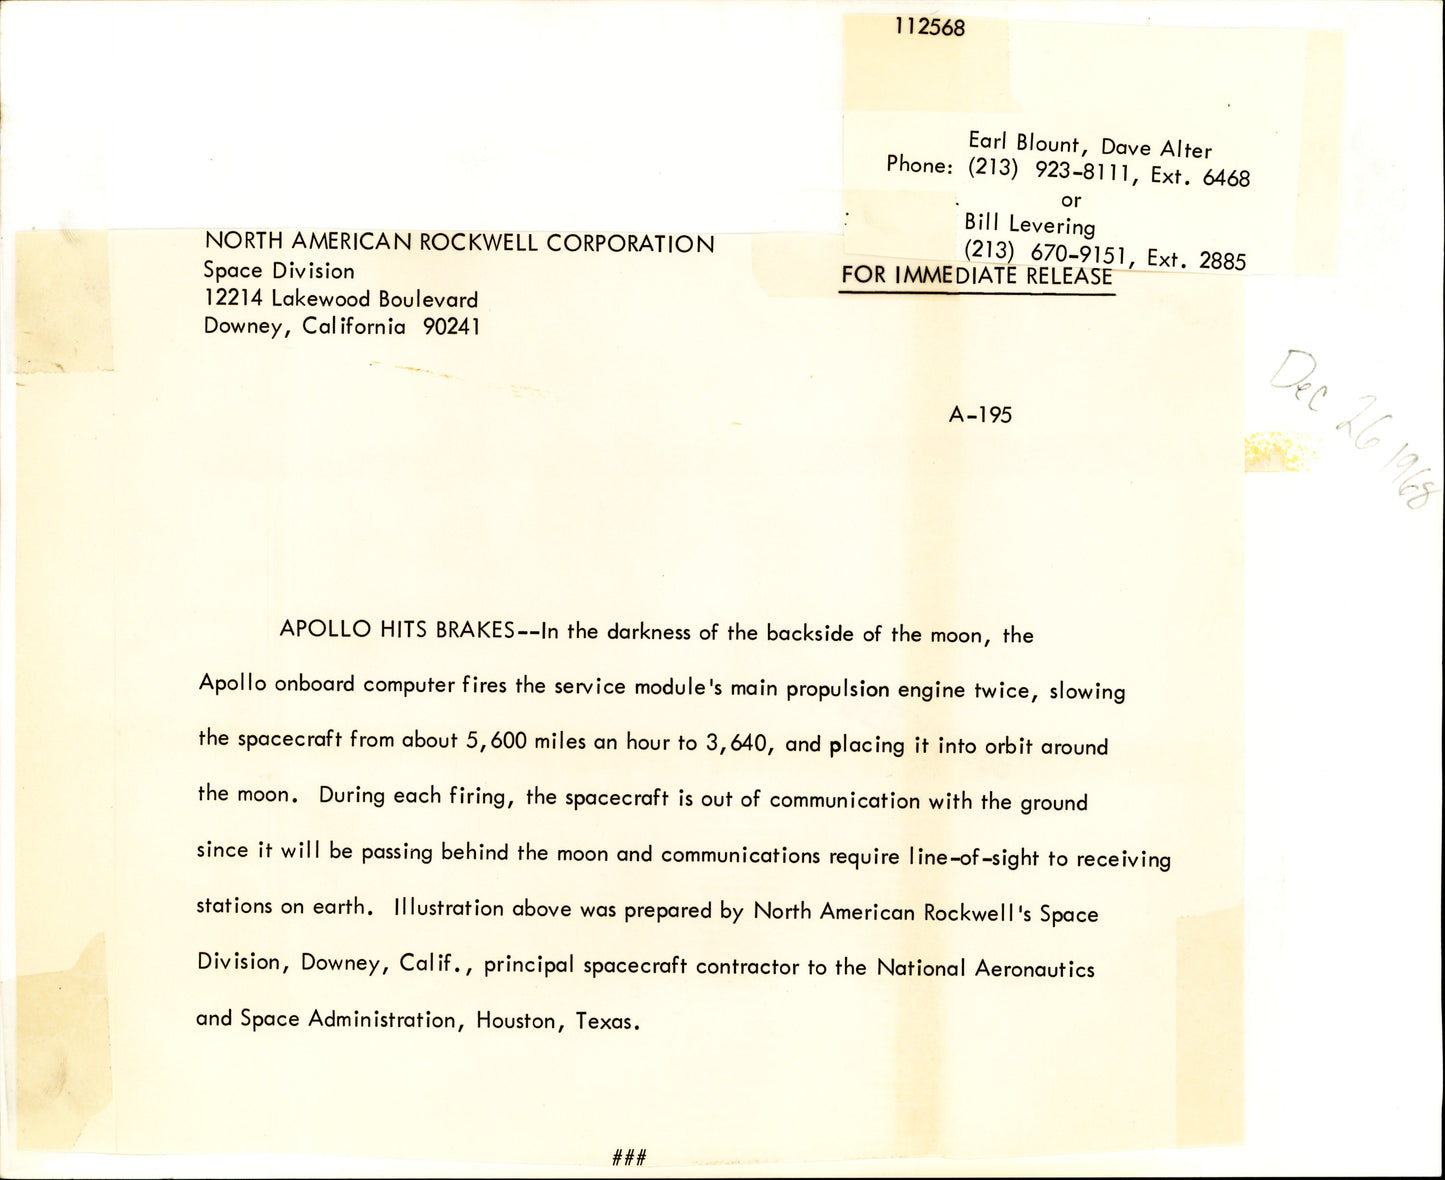 112568
Earl Blount, Dave Alter
Phone: (213) 923-8111, Ext. 6468
or
Bill Levering
(213) 670-9151, Ext. 2885
NORTH AMERICAN ROCKWELL CORPORATION
Space Division
12214 Lakewood Boulevard
Downey, California 90241
FOR IMMEDIATE RELEASE
Dec 26 1968
A-195
APOLLO HITS BRAKES--In the darkness of the backside of the moon, the
Apollo onboard computer fires the service module's main propulsion engine twice, slowing
the spacecraft from about 5,600 miles an hour to 3,640, and placing it into orbit around
the moon. During each firing, the spacecraft is out of communication with the ground
since it will be passing behind the moon and communications require line-of-sight to receiving
stations on earth. Illustration above was prepared by North American Rockwell's Space
Division, Downey, Calif., principal spacecraft contractor to the National Aeronautics
and Space Administration, Houston, Texas.
###